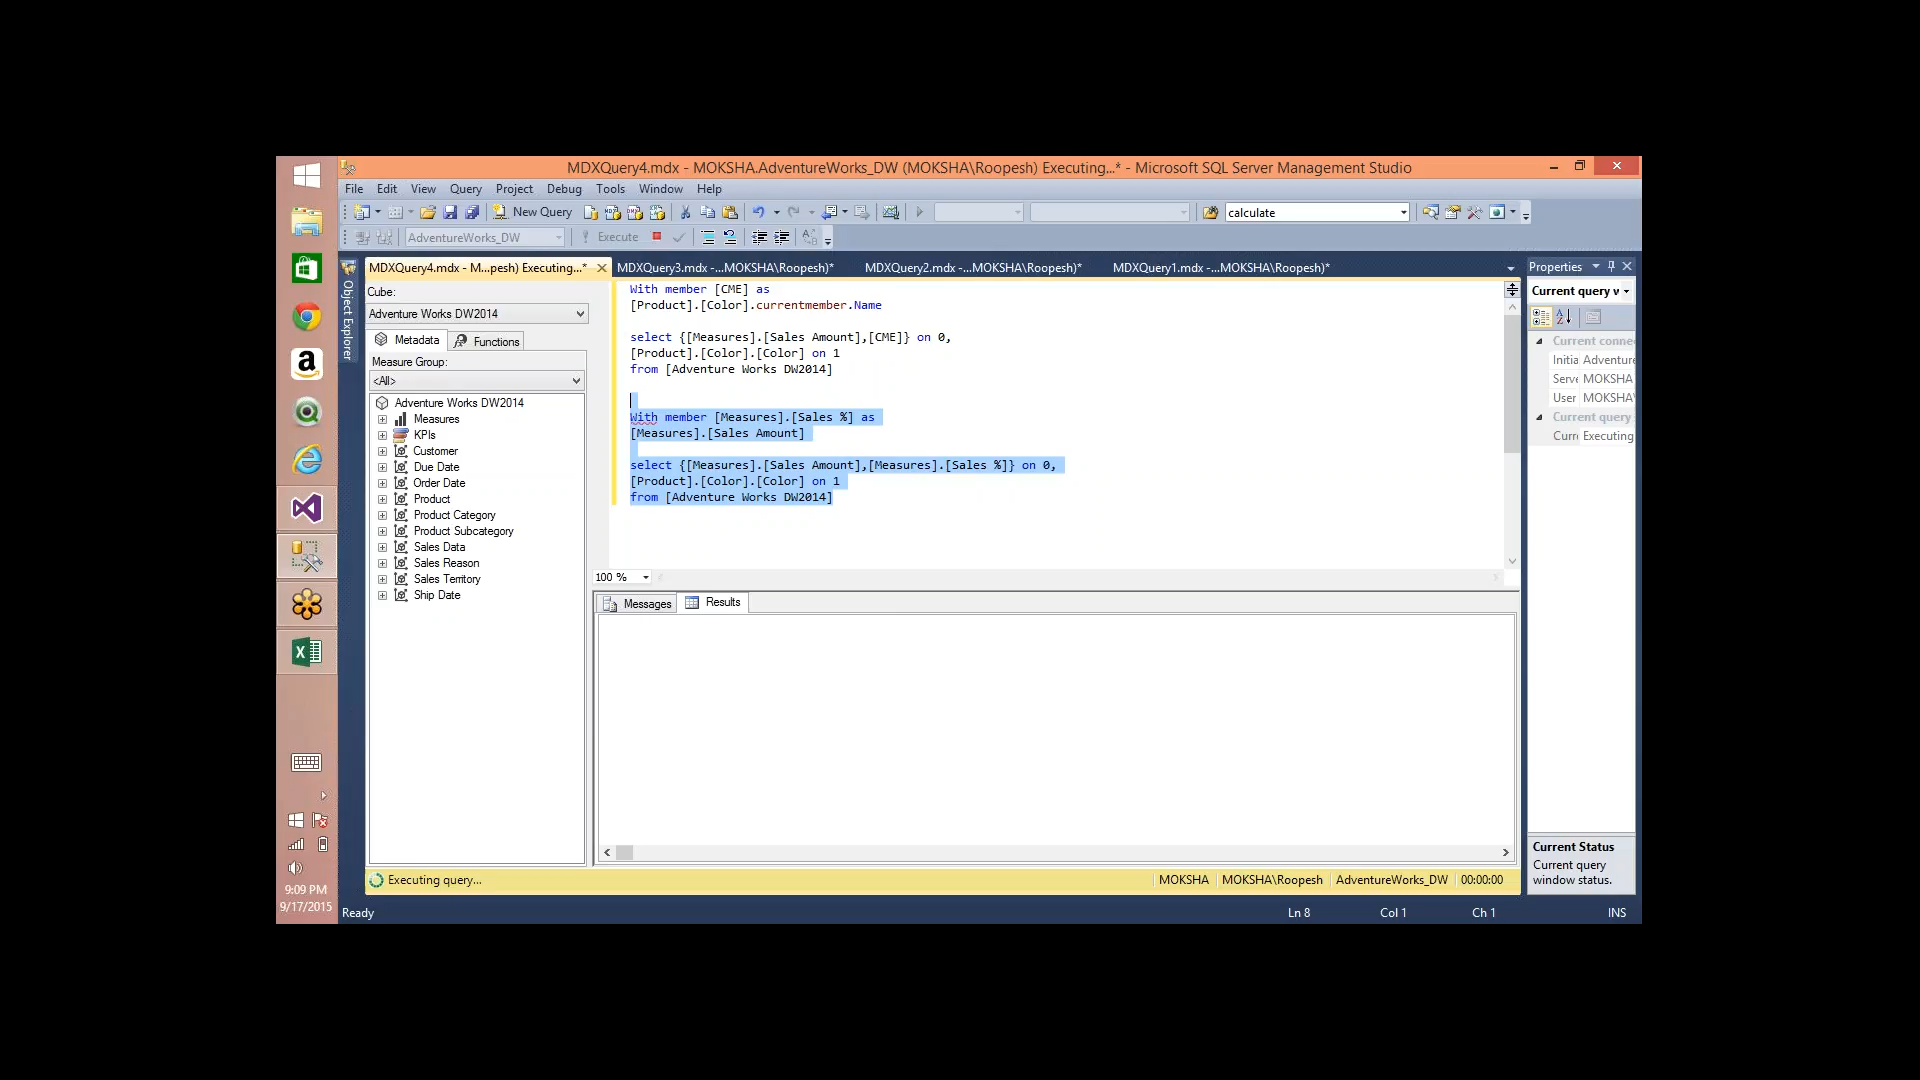 MDXQuery4.mdx - MOKSHA.AdventureWorks_DW (MOKSHA\Roopesh) Executing...* - Microsoft SQL Server Management Studio
File Edit View Query Project Debug Tools Window Help
New Query
calculate
AdventureWorks_DW
Execute
MDXQuery4.mdx - M...pesh) Executing...*
MDXQuery3.mdx -...MOKSHA\Roopesh)*
MDXQuery2.mdx -...MOKSHA\Roopesh)*
MDXQuery1.mdx -...MOKSHA\Roopesh)*
Object Explorer
Cube:
Adventure Works DW2014
Metadata
Functions
Measure Group:
<All>
Adventure Works DW2014
Measures
KPIs
Customer
Due Date
Order Date
Product
Product Category
Product Subcategory
Sales Data
Sales Reason
Sales Territory
Ship Date
With member [CME] as
[Product].[Color].currentmember.Name
select {[Measures].[Sales Amount],[CME]} on 0,
[Product].[Color].[Color] on 1
from [Adventure Works DW2014]
With member [Measures].[Sales %] as
[Measures].[Sales Amount]
select {[Measures].[Sales Amount],[Measures].[Sales %]} on 0,
[Product].[Color].[Color] on 1
from [Adventure Works DW2014]
100 %
Messages
Results
Properties
Current query
Current conne
Initia Adventure
Serve MOKSHA
User MOKSHA\
Current query
Curre Executing
Current Status
Current query
window status.
Executing query...
MOKSHA
MOKSHA\Roopesh
AdventureWorks_DW
00:00:00
9:09 PM
9/17/2015
Ready
Ln 8
Col 1
Ch 1
INS